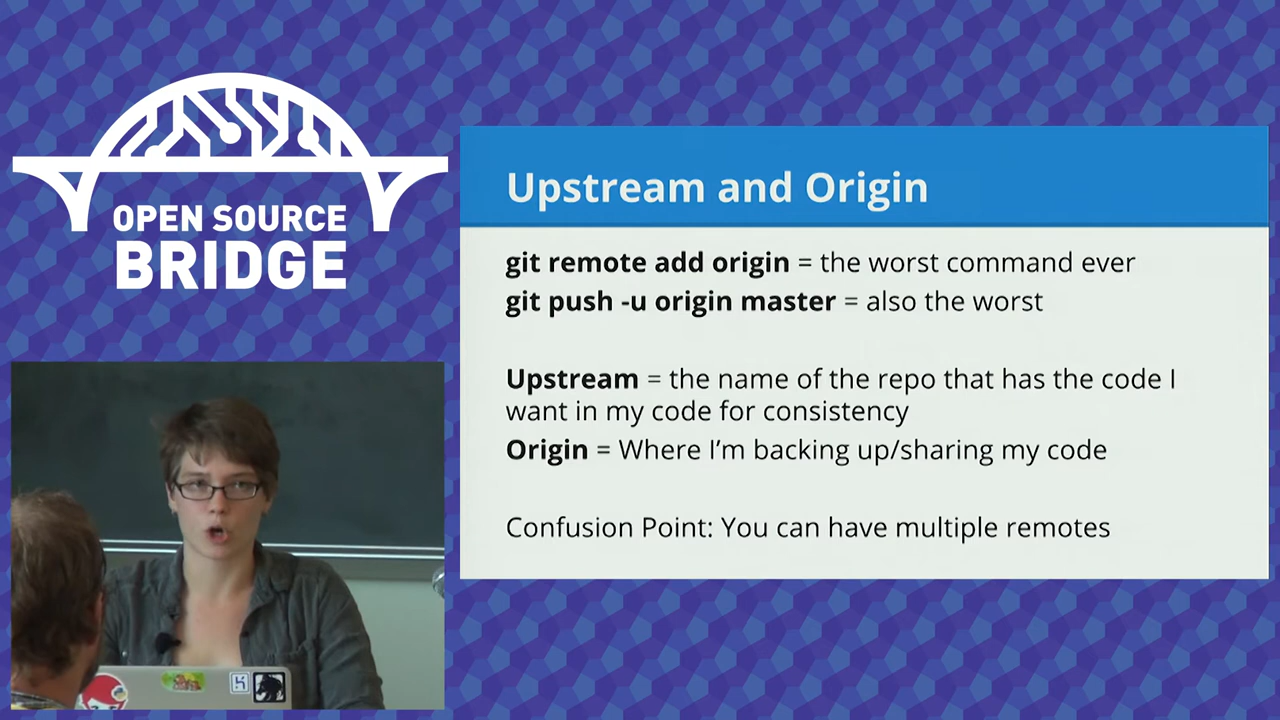 OPEN SOURCE
BRIDGE
Upstream and Origin
git remote add origin = the worst command ever
git push -u origin master = also the worst
Upstream = the name of the repo that has the code I
want in my code for consistency
Origin = Where I'm backing up/sharing my code
Confusion Point: You can have multiple remotes